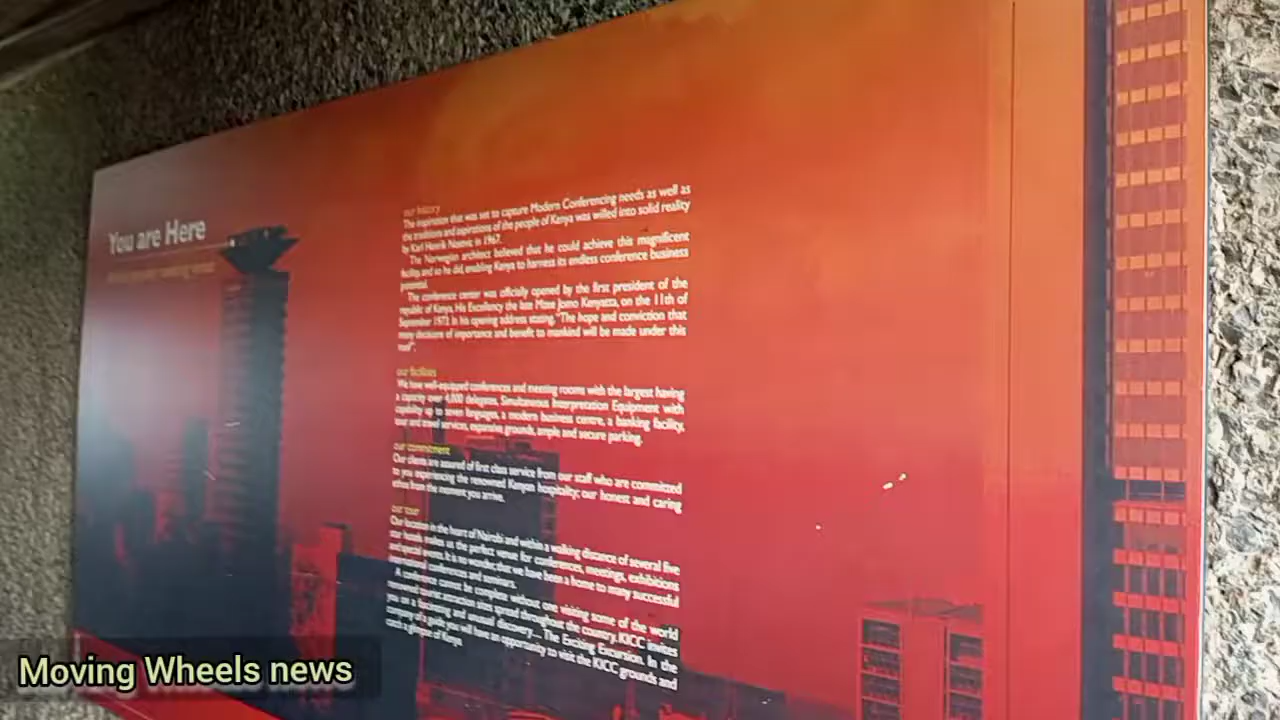 You are Here
our history
The inspiration that was set to capture Modern Conferencing needs as well as
the traditions and aspirations of the people of Kenya was willed into solid reality
by Karl Henrik Nostvic in 1967.
The Norwegian architect believed that he could achieve this magnificent
facility, and so he did, enabling Kenya to harness its endless conference business
potential.
The conference center was officially opened by the first president of the
republic of Kenya, His Excellency the late Mzee Jomo Kenyatta, on the 11th of
September 1973. In his opening address stating, "The hope and conviction that
many decisions of importance and benefit to mankind will be made under this
roof".
our facilities
We have well-equipped conferences and meeting rooms with the largest having
a capacity over 4,000 delegates, Simultaneous Interpretation Equipment with
capability up to seven languages, a modern business centre, a banking facility,
tour and travel services, expansive grounds, ample and secure parking.
our commitment
Our clients are assured of first class service from our staff who are committed
to you experiencing the renowned Kenyan hospitality; our honest and caring
ethos from the moment you arrive.
our tour
Our location in the heart of Nairobi and within a walking distance of several five
star hotels, makes us the perfect venue for conferences, meetings, exhibitions
and special events. It is no wonder, that we have been a home to many successful
international conferences and seminars.
A conference cannot be complete without one visiting some of the world
renowned tourist attraction sites spread throughout the country. KICC invites
you on a fascinating and unusual discovery.... The Exciting Excursion. In the
company of a guide you will have an opportunity to visit the KICC grounds and
catch a glimpse of Kenya
Moving Wheels news